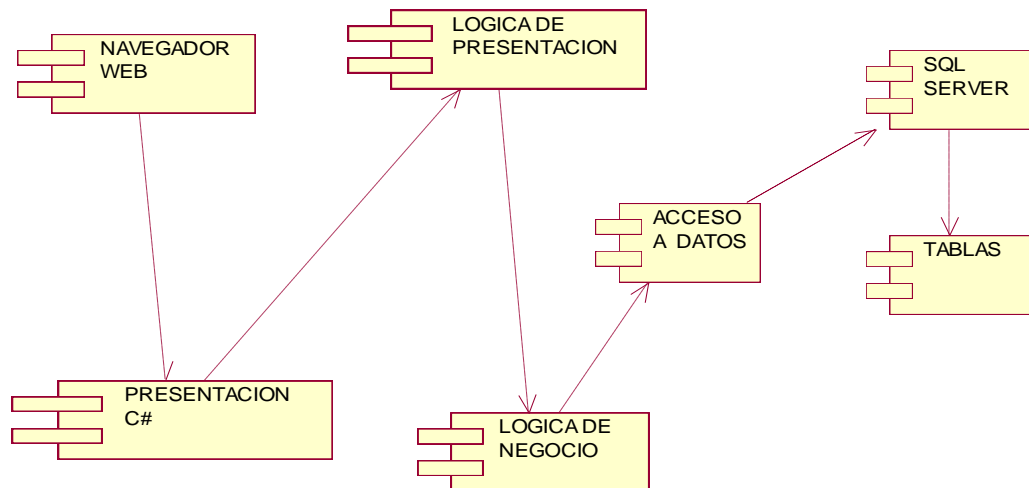 NAVEGADOR
WEB
LOGICA DE
PRESENTACION
SQL
SERVER
ACCESO
A DATOS
TABLAS
PRESENTACION
C#
LOGICA DE
NEGOCIO